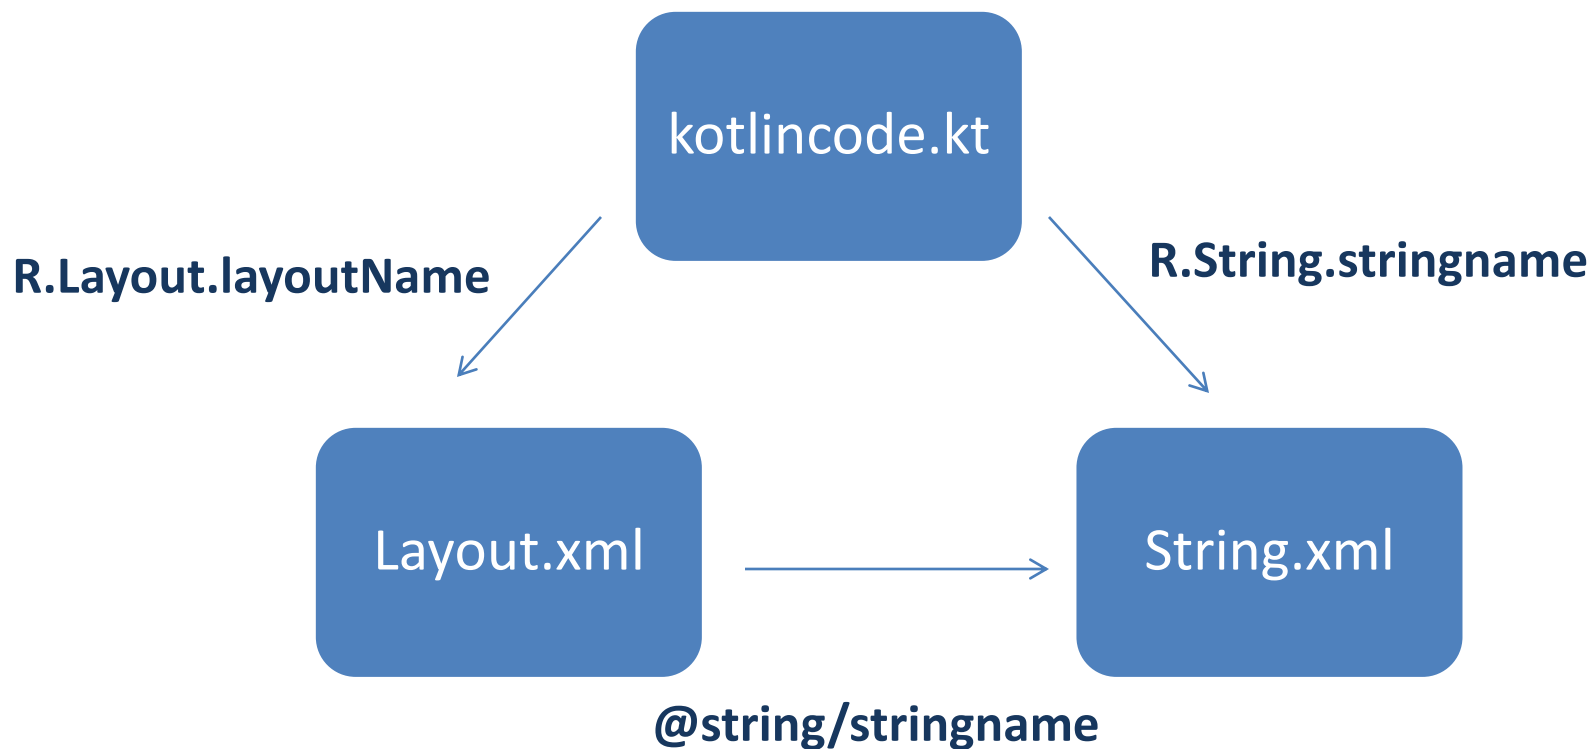 kotlincode.kt
R.Layout.layoutName
R.String.stringname
Layout.xml
String.xml
@string/stringname